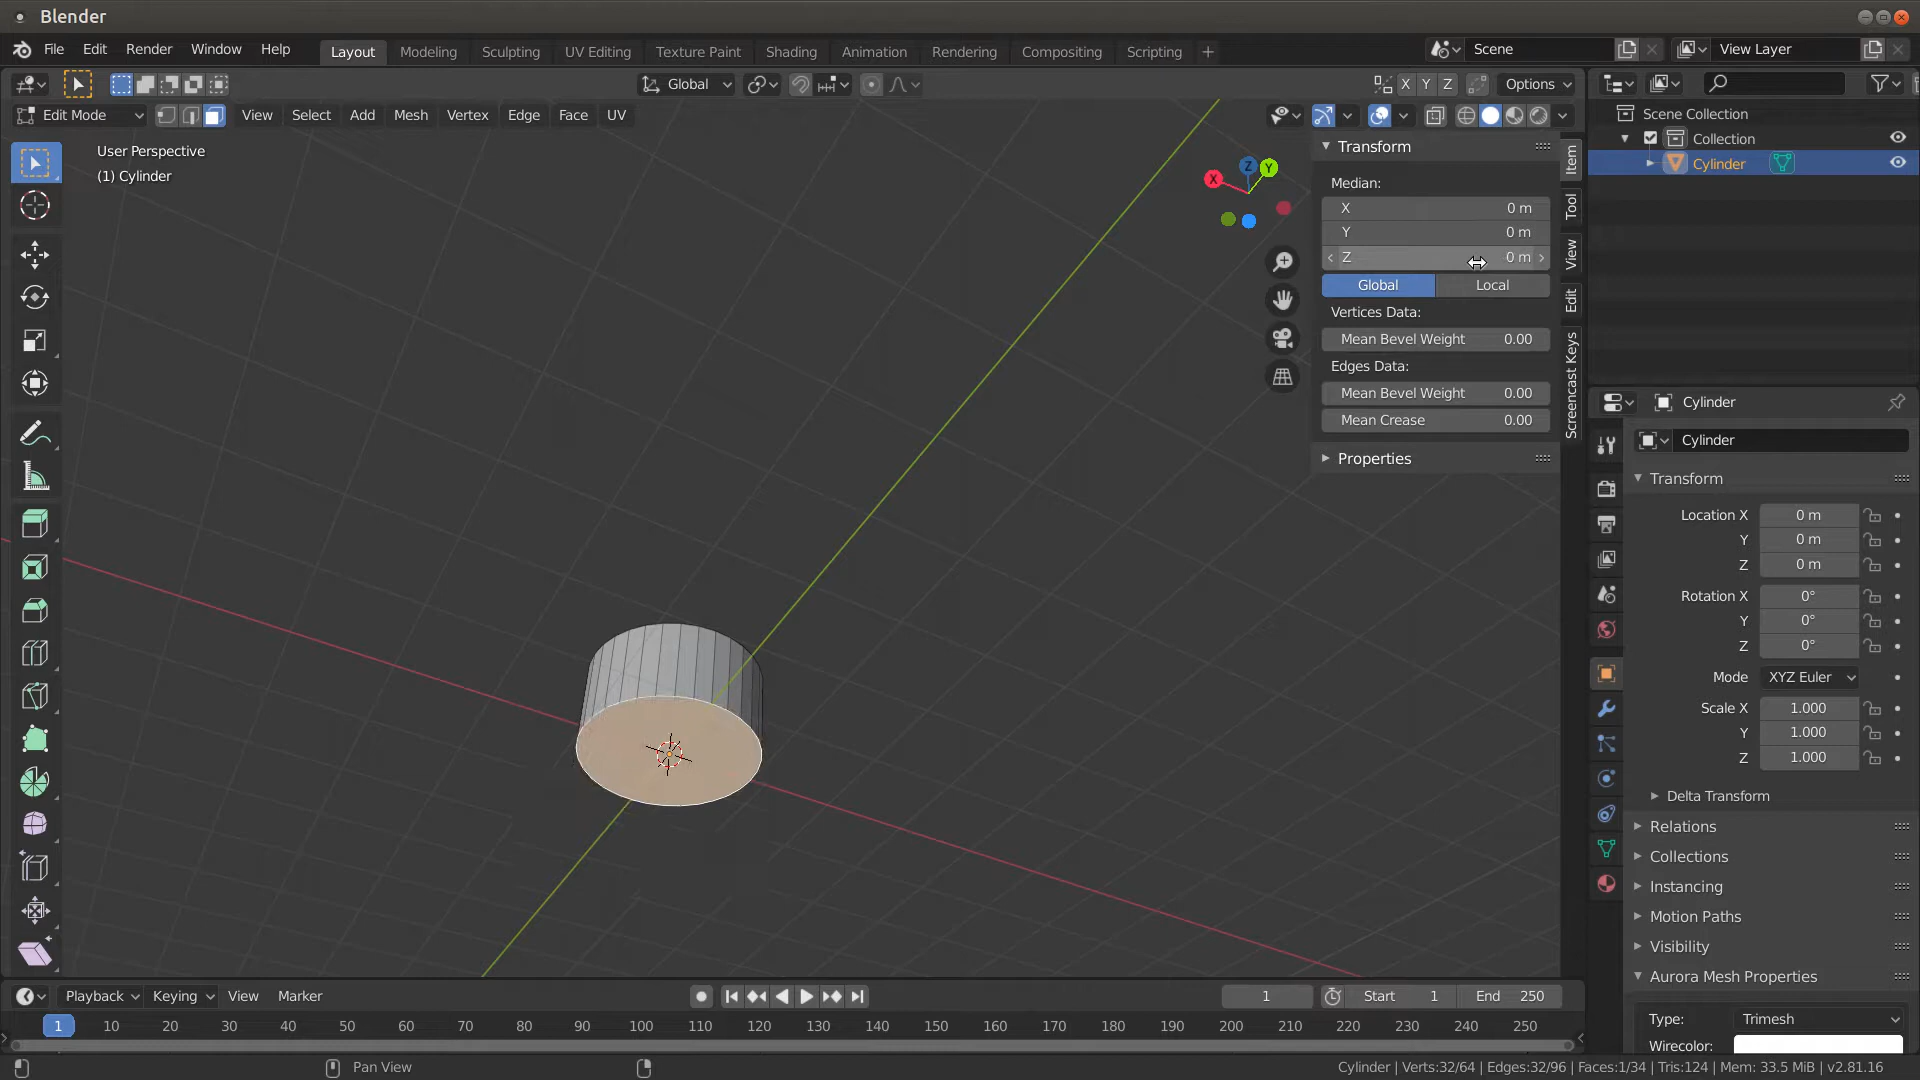 Blender
File Edit Render Window Help
Layout Modeling Sculpting UV Editing Texture Paint Shading Animation Rendering Compositing Scripting +
Scene
View Layer
Global
X Y Z Options
Edit Mode View Select Add Mesh Vertex Edge Face UV
User Perspective
(1) Cylinder
X Z Y
Transform
Median:
X 0 m
Y 0 m
Z 0 m
Global Local
Vertices Data:
Mean Bevel Weight 0.00
Edges Data:
Mean Bevel Weight 0.00
Mean Crease 0.00
Properties
Item
Tool
View
Edit
Screencast Keys
Scene Collection
Collection
Cylinder
Cylinder
Cylinder
Transform
Location X 0 m
Y 0 m
Z 0 m
Rotation X 0°
Y 0°
Z 0°
Mode XYZ Euler
Scale X 1.000
Y 1.000
Z 1.000
Delta Transform
Relations
Collections
Instancing
Motion Paths
Visibility
Aurora Mesh Properties
Type: Trimesh
Wirecolor:
Playback Keying View Marker
1 Start 1 End 250
1 10 20 30 40 50 60 70 80 90 100 110 120 130 140 150 160 170 180 190 200 210 220 230 240 250
Pan View
Cylinder | Verts:32/64 | Edges:32/96 | Faces:1/34 | Tris:124 | Mem: 33.5 MiB | v2.81.16